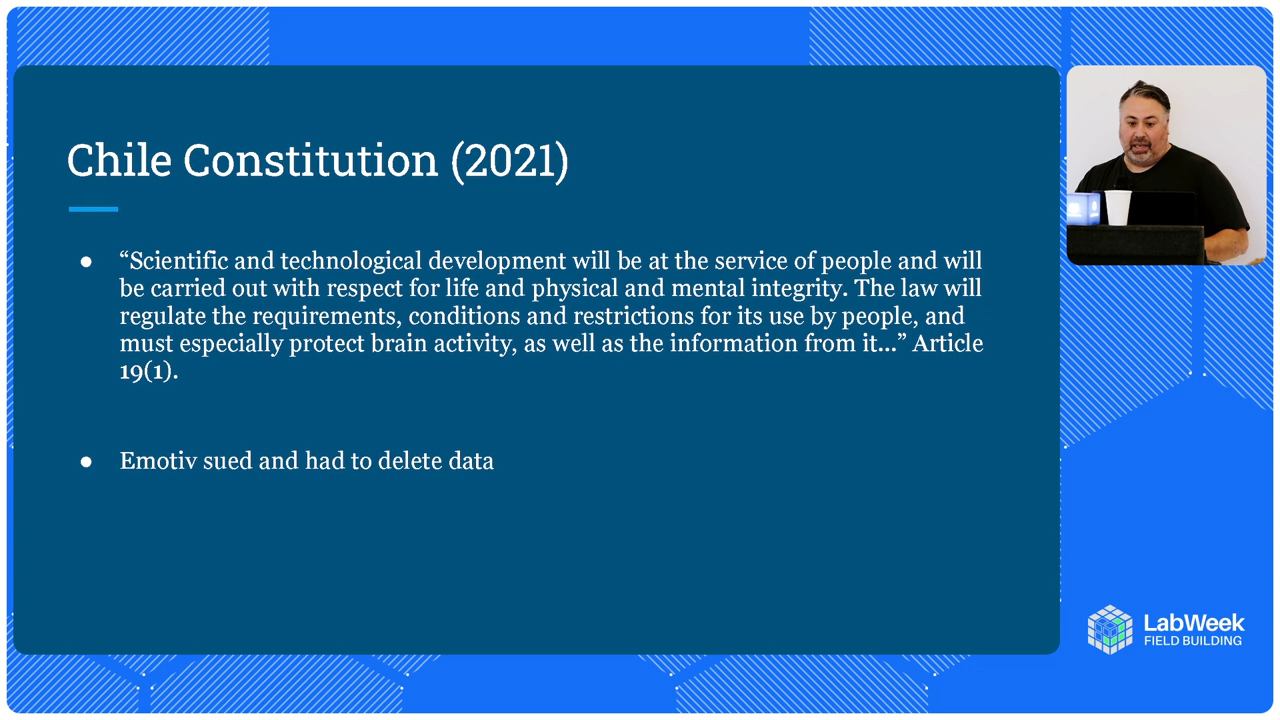 Chile Constitution (2021)
● “Scientific and technological development will be at the service of people and will
be carried out with respect for life and physical and mental integrity. The law will
regulate the requirements, conditions and restrictions for its use by people, and
must especially protect brain activity, as well as the information from it...” Article
19(1).
● Emotiv sued and had to delete data
LabWeek
FIELD BUILDING